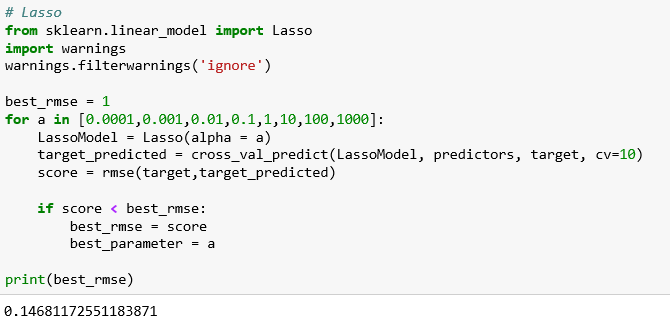 # Lasso
from sklearn.linear_model import Lasso
import warnings
warnings.filterwarnings('ignore')

best_rmse = 1
for a in [0.0001,0.001,0.01,0.1,1,10,100,1000]:
    LassoModel = Lasso(alpha = a)
    target_predicted = cross_val_predict(LassoModel, predictors, target, cv=10)
    score = rmse(target,target_predicted)

    if score < best_rmse:
        best_rmse = score
        best_parameter = a

print(best_rmse)
0.14681172551183871